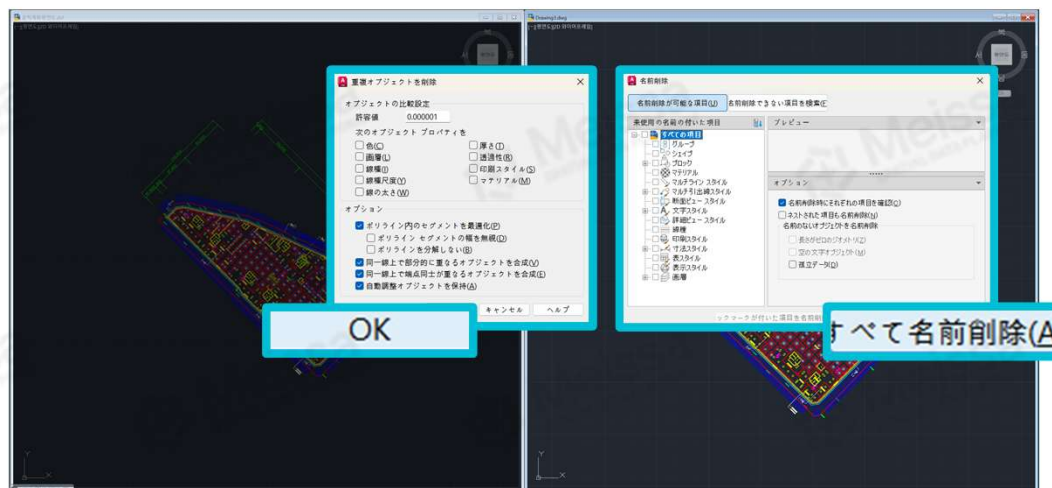 Drawing3.dwg
重複オブジェクトを削除
オブジェクトの比較設定
許容値 0.000001
次のオブジェクト プロパティを
色(C)
画層(L)
線種(I)
線種尺度(Y)
線の太さ(W)
厚さ(T)
透過性(R)
印刷スタイル(S)
マテリアル(M)
オプション
ポリライン内のセグメントを最適化(P)
ポリライン セグメントの幅を無視(D)
ポリラインを分解しない(B)
同一線上で部分的に重なるオブジェクトを合成(V)
同一線上で端点同士が重なるオブジェクトを合成(E)
自動調整オブジェクトを保持(A)
キャンセル ヘルプ
OK
名前削除
名前削除が可能な項目(U) 名前削除できない項目を検索(F
未使用の名前の付いた項目
すべての項目
グループ
シェイプ
ブロック
マテリアル
マルチライン スタイル
マルチ引出線スタイル
断面ビュー スタイル
文字スタイル
詳細ビュー スタイル
線種
印刷スタイル
寸法スタイル
表スタイル
表示スタイル
画層
プレビュー
オプション
名前削除時にそれぞれの項目を確認(C)
ネストされた項目も名前削除(N)
名前のないオブジェクトを名前削除
長さがゼロのジオメトリ(Z)
空の文字オブジェクト(M)
孤立データ(O)
ックマークが付いた項目を名前削
すべて名前削除(A
Meissa